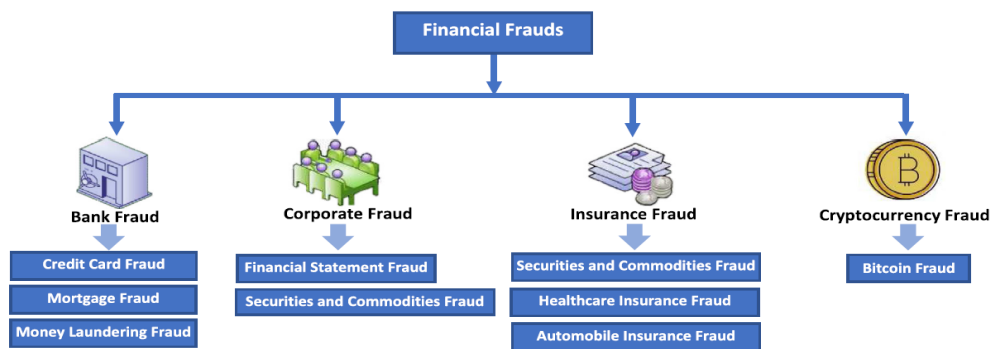 Financial Frauds
Bank Fraud
Corporate Fraud
Insurance Fraud
Cryptocurrency Fraud
Credit Card Fraud
Mortgage Fraud
Money Laundering Fraud
Financial Statement Fraud
Securities and Commodities Fraud
Securities and Commodities Fraud
Healthcare Insurance Fraud
Automobile Insurance Fraud
Bitcoin Fraud